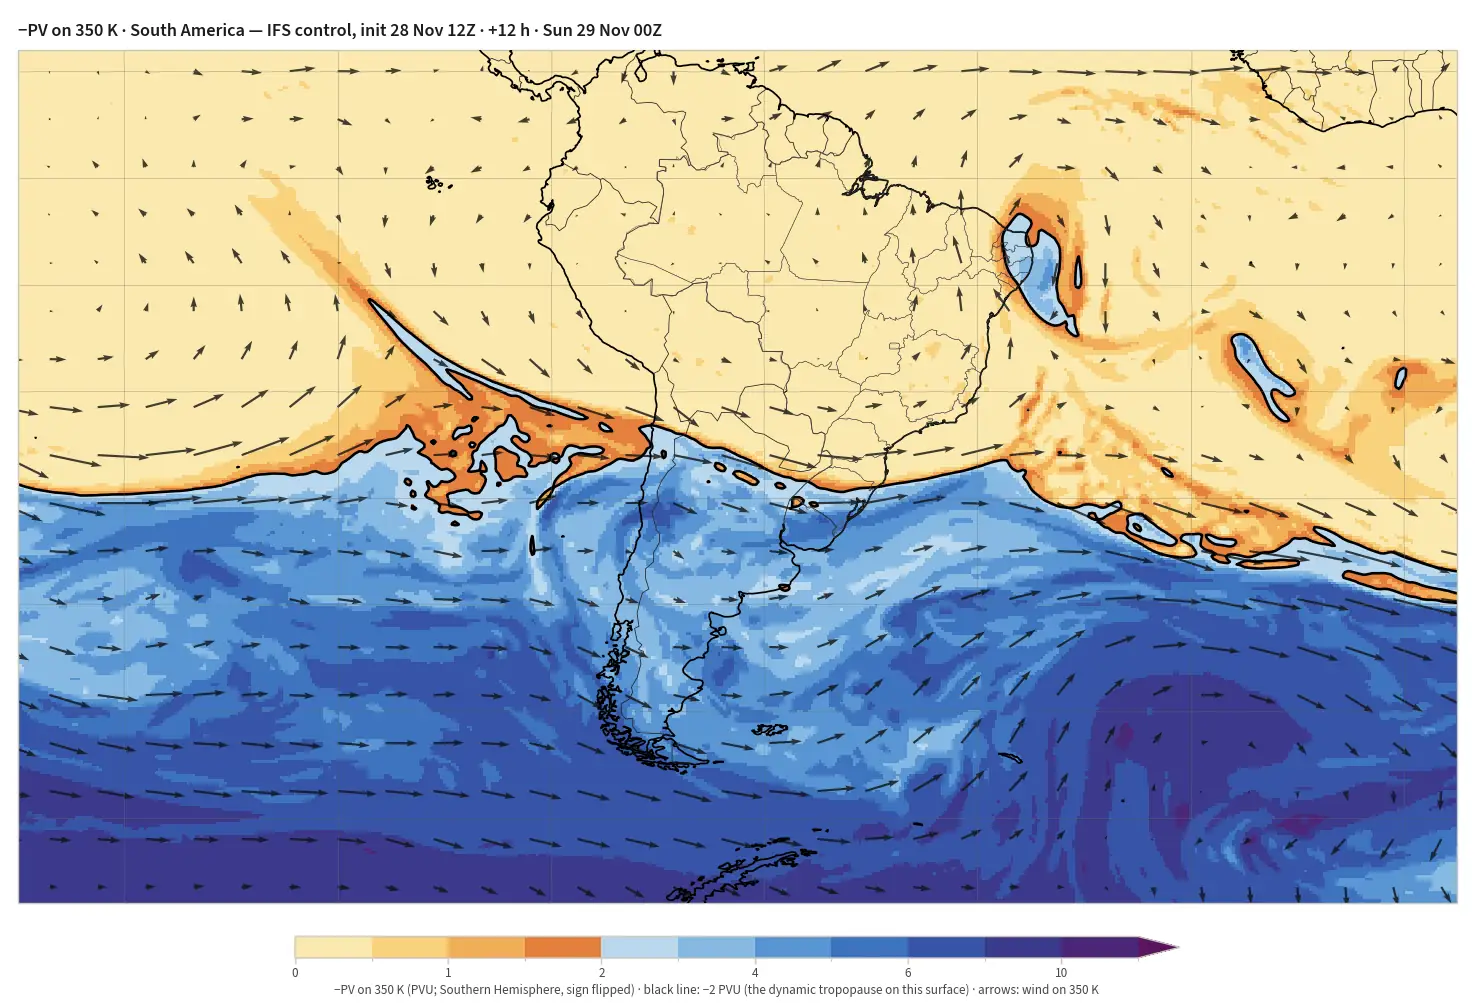 −PV on 350 K · South America — IFS control, init 28 Nov 12Z · +12 h · Sun 29 Nov 00Z
0 1 2 4 6 10
−PV on 350 K (PVU; Southern Hemisphere, sign flipped) · black line: −2 PVU (the dynamic tropopause on this surface) · arrows: wind on 350 K